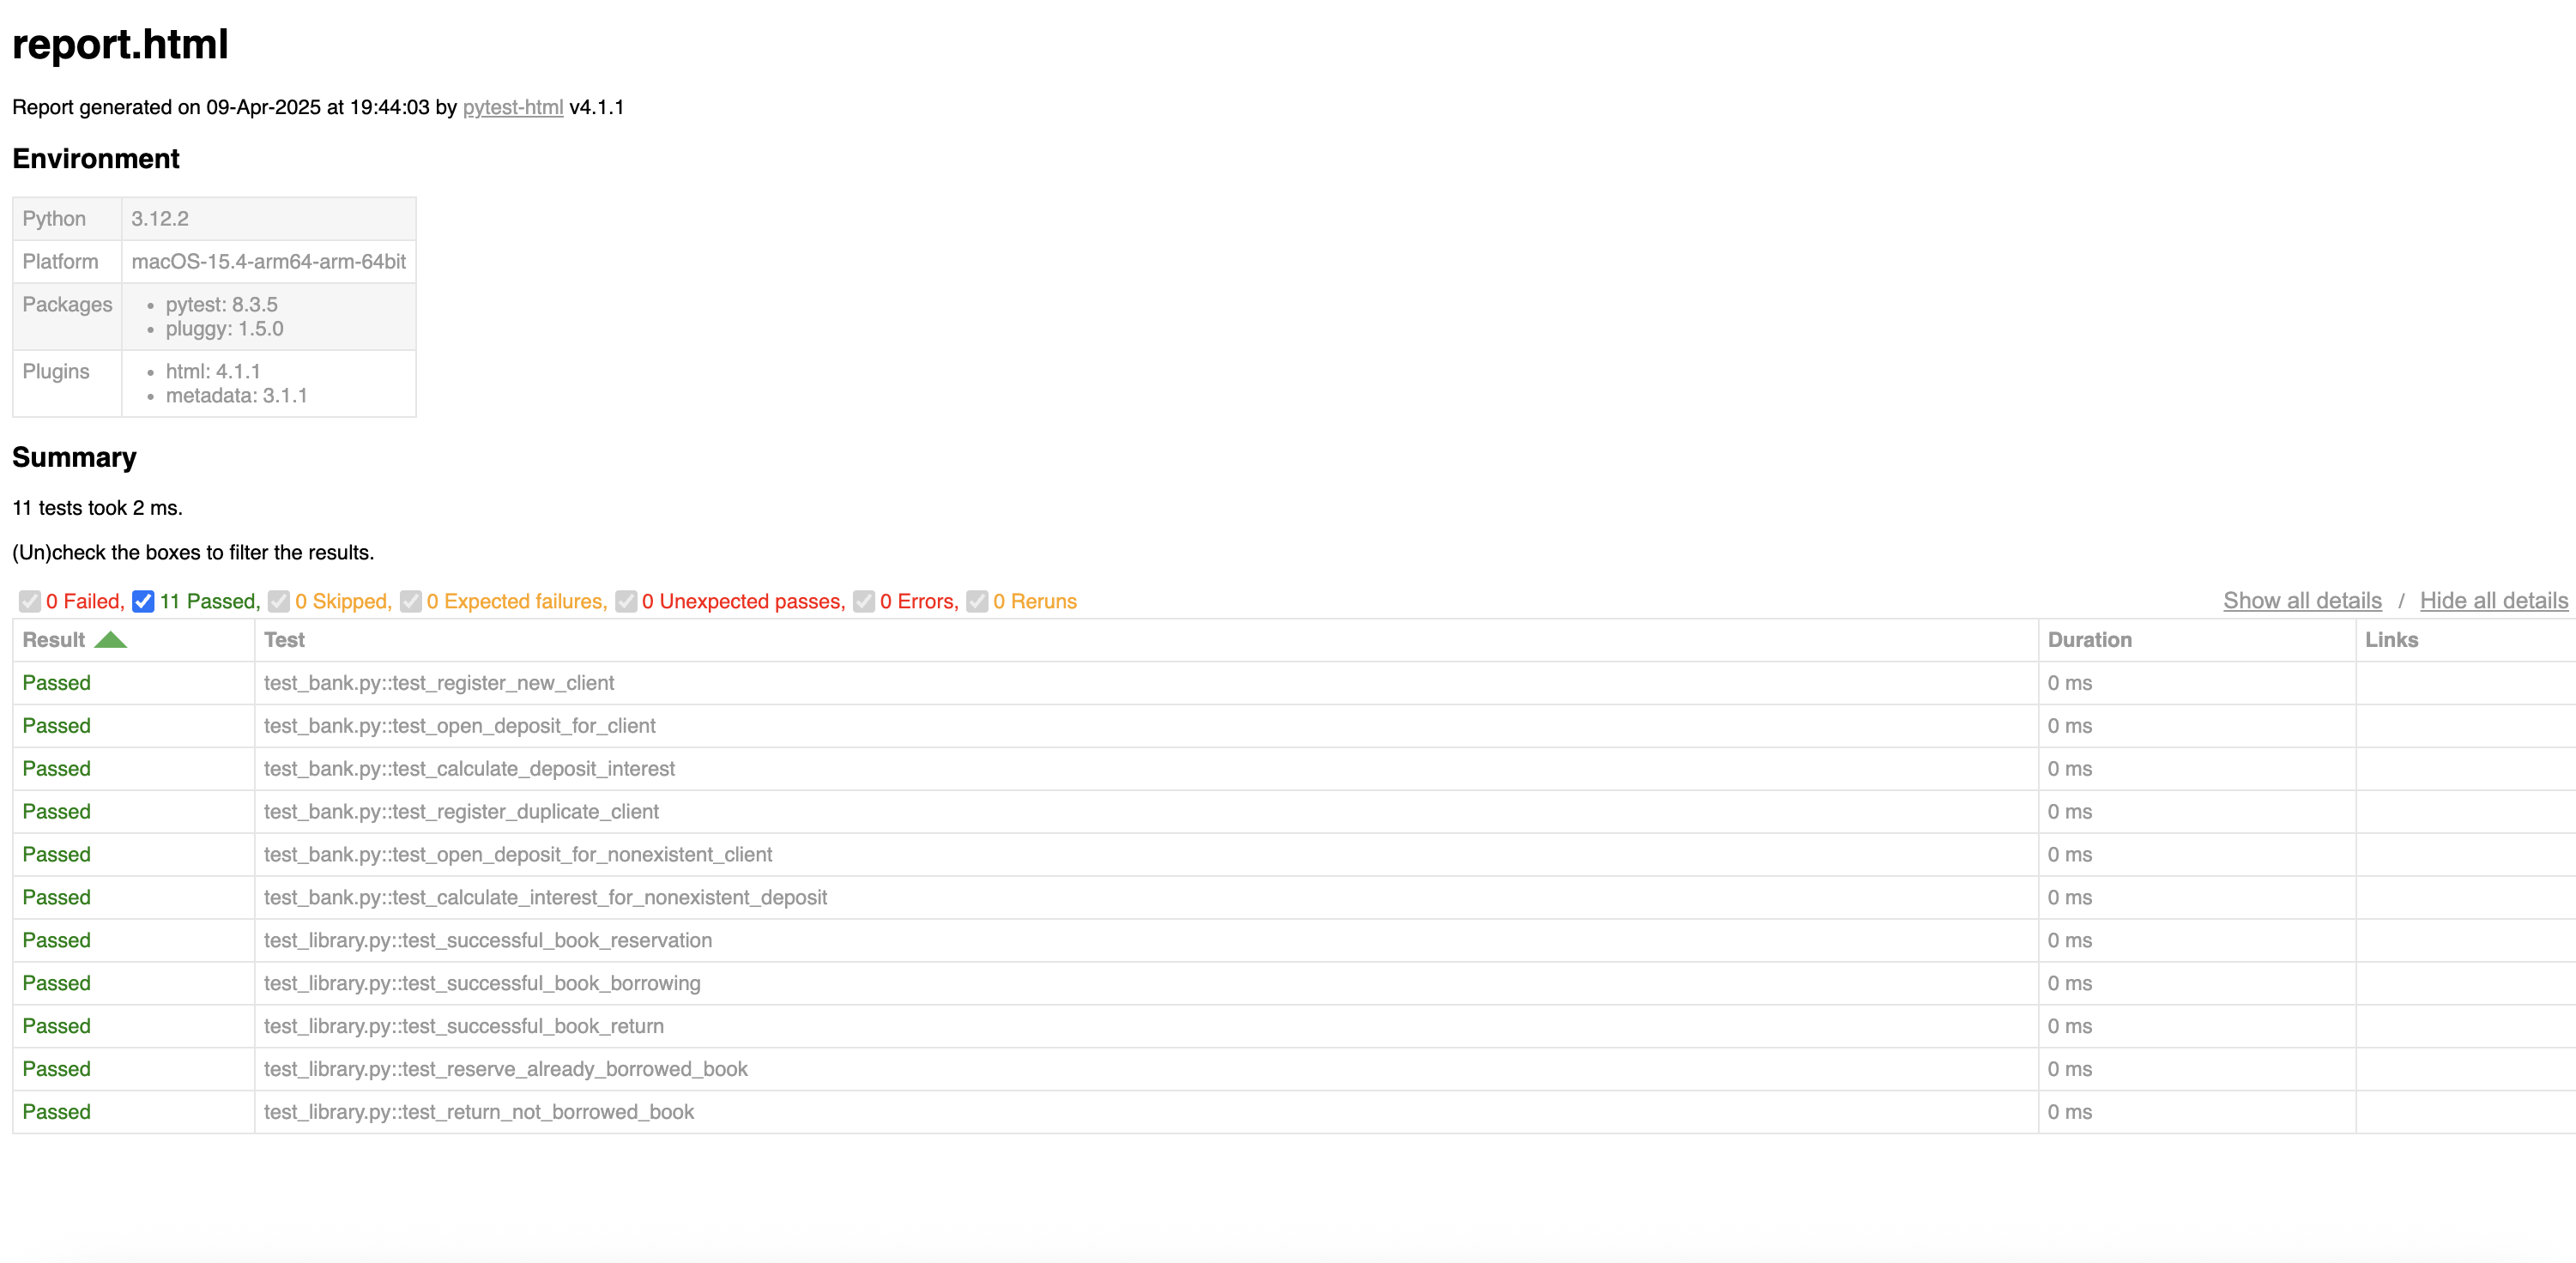 report.html
Report generated on 09-Apr-2025 at 19:44:03 by pytest-html v4.1.1
Environment
Python 3.12.2
Platform macOS-15.4-arm64-arm-64bit
Packages • pytest: 8.3.5
• pluggy: 1.5.0
Plugins • html: 4.1.1
• metadata: 3.1.1
Summary
11 tests took 2 ms.
(Un)check the boxes to filter the results.
0 Failed, 11 Passed, 0 Skipped, 0 Expected failures, 0 Unexpected passes, 0 Errors, 0 Reruns Show all details / Hide all details
Result Test Duration Links
Passed test_bank.py::test_register_new_client 0 ms
Passed test_bank.py::test_open_deposit_for_client 0 ms
Passed test_bank.py::test_calculate_deposit_interest 0 ms
Passed test_bank.py::test_register_duplicate_client 0 ms
Passed test_bank.py::test_open_deposit_for_nonexistent_client 0 ms
Passed test_bank.py::test_calculate_interest_for_nonexistent_deposit 0 ms
Passed test_library.py::test_successful_book_reservation 0 ms
Passed test_library.py::test_successful_book_borrowing 0 ms
Passed test_library.py::test_successful_book_return 0 ms
Passed test_library.py::test_reserve_already_borrowed_book 0 ms
Passed test_library.py::test_return_not_borrowed_book 0 ms